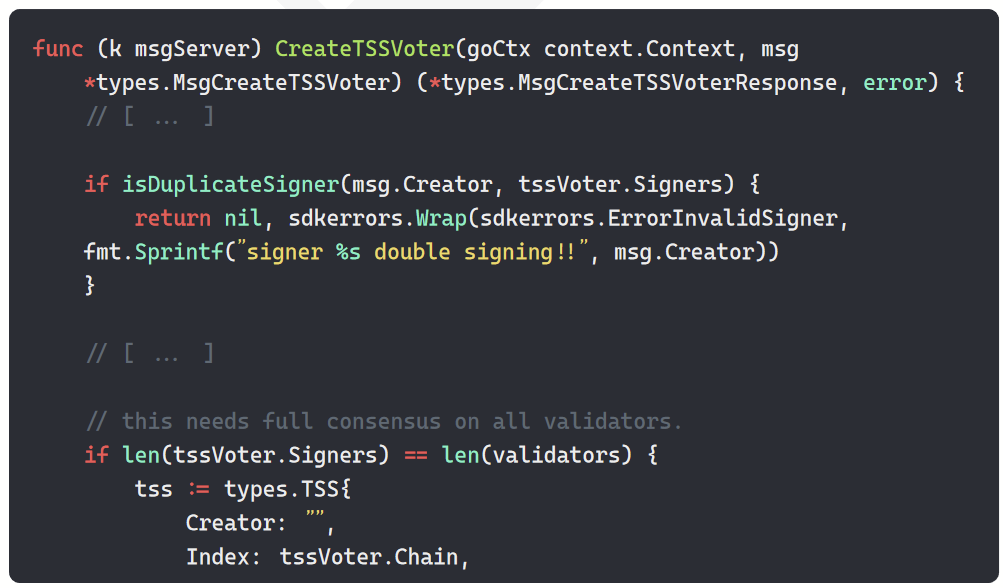 func (k msgServer) CreateTSSVoter(goCtx context.Context, msg
*types.MsgCreateTSSVoter) (*types.MsgCreateTSSVoterResponse, error) {
// [ ... ]
if isDuplicateSigner(msg.Creator, tssVoter.Signers) {
return nil, sdkerrors.Wrap(sdkerrors.ErrorInvalidSigner,
fmt.Sprintf("signer %s double signing!!", msg.Creator))
}
// [ ... ]
// this needs full consensus on all validators.
if len(tssVoter.Signers) == len(validators) {
tss := types.TSS{
Creator: "",
Index: tssVoter.Chain,